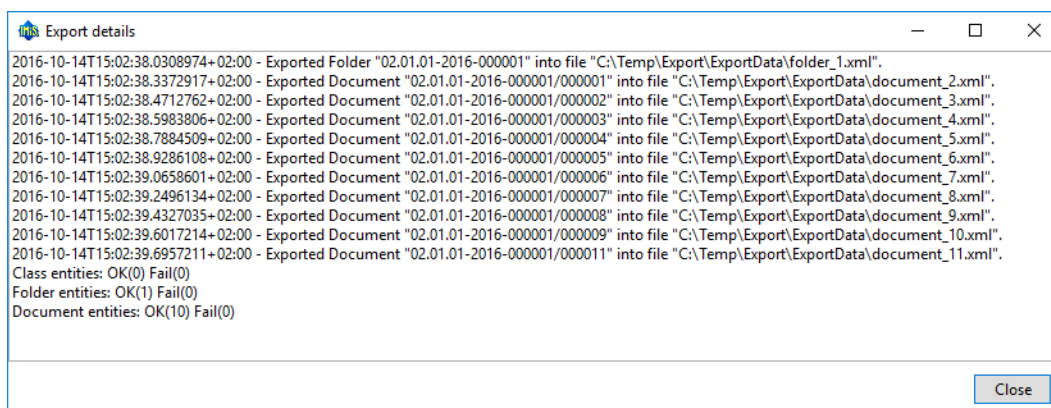 IMiS
Export details
2016-10-14T15:02:38.0308974+02:00 - Exported Folder "02.01.01-2016-000001" into file "C:\Temp\Export\ExportData\folder_1.xml".
2016-10-14T15:02:38.3372917+02:00 - Exported Document "02.01.01-2016-000001/000001" into file "C:\Temp\Export\ExportData\document_2.xml".
2016-10-14T15:02:38.4712762+02:00 - Exported Document "02.01.01-2016-000001/000002" into file "C:\Temp\Export\ExportData\document_3.xml".
2016-10-14T15:02:38.5983806+02:00 - Exported Document "02.01.01-2016-000001/000003" into file "C:\Temp\Export\ExportData\document_4.xml".
2016-10-14T15:02:38.7884509+02:00 - Exported Document "02.01.01-2016-000001/000004" into file "C:\Temp\Export\ExportData\document_5.xml".
2016-10-14T15:02:38.9286108+02:00 - Exported Document "02.01.01-2016-000001/000005" into file "C:\Temp\Export\ExportData\document_6.xml".
2016-10-14T15:02:39.0658601+02:00 - Exported Document "02.01.01-2016-000001/000006" into file "C:\Temp\Export\ExportData\document_7.xml".
2016-10-14T15:02:39.2496134+02:00 - Exported Document "02.01.01-2016-000001/000007" into file "C:\Temp\Export\ExportData\document_8.xml".
2016-10-14T15:02:39.4327035+02:00 - Exported Document "02.01.01-2016-000001/000008" into file "C:\Temp\Export\ExportData\document_9.xml".
2016-10-14T15:02:39.6017214+02:00 - Exported Document "02.01.01-2016-000001/000009" into file "C:\Temp\Export\ExportData\document_10.xml".
2016-10-14T15:02:39.6957211+02:00 - Exported Document "02.01.01-2016-000001/000011" into file "C:\Temp\Export\ExportData\document_11.xml".
Class entities: OK(0) Fail(0)
Folder entities: OK(1) Fail(0)
Document entities: OK(10) Fail(0)
Close